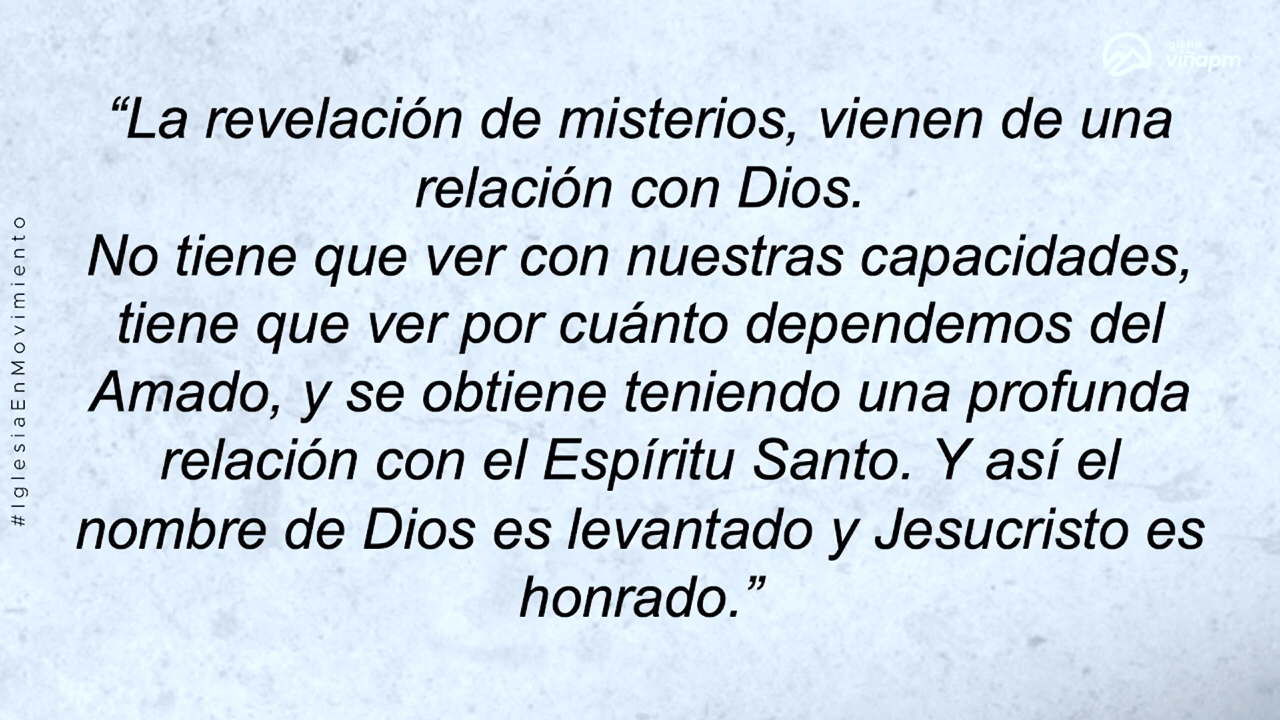 iglesia
vinapm
“La revelación de misterios, vienen de una
relación con Dios.
No tiene que ver con nuestras capacidades,
tiene que ver por cuánto dependemos del
Amado, y se obtiene teniendo una profunda
relación con el Espíritu Santo. Y así el
nombre de Dios es levantado y Jesucristo es
honrado.”
#IglesiaEnMovimiento